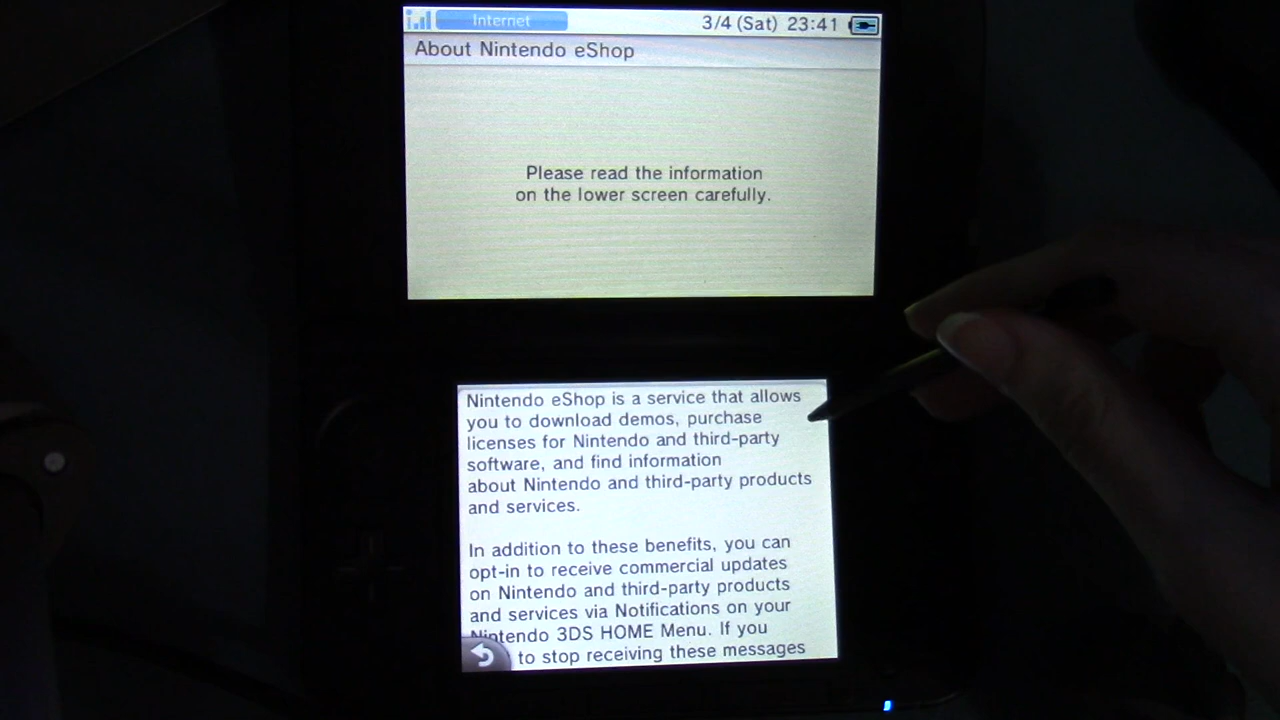 Internet
3/4 (Sat) 23:41
About Nintendo eShop
Please read the information
on the lower screen carefully.
Nintendo eShop is a service that allows
you to download demos, purchase
licenses for Nintendo and third-party
software, and find information
about Nintendo and third-party products
and services.
In addition to these benefits, you can
opt-in to receive commercial updates
on Nintendo and third-party products
and services via Notifications on your
Nintendo 3DS HOME Menu. If you
to stop receiving these messages